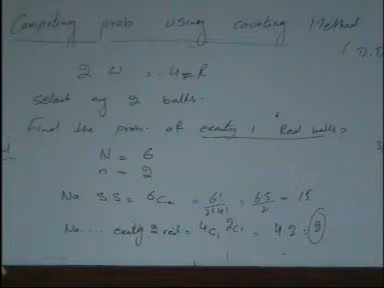 Computing prob using counting Method
2 W , 4 R
select any 2 balls.
Find the prob. of exactly 1 Red balls?
N = 6
n = 2
No. S S = 6C2 = 6! / 2! 4! = 6 5 / 2 = 15
No .... exactly 2 red = 4C1 2C1 = 4 2 = 8